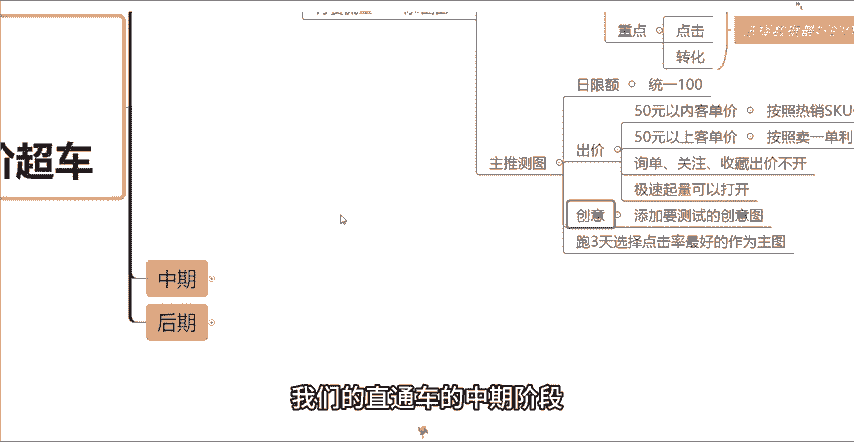 重点
点击
转化
日限额
统一100
50元以内客单价
按照热销SKU
50元以上客单价
按照卖一单利
主推测图
出价
询单、关注、收藏出价不开
极速起量可以打开
价超车
创意
添加要测试的创意图
跑3天选择点击率最好的作为主图
中期
后期
我们的直通车的中期阶段